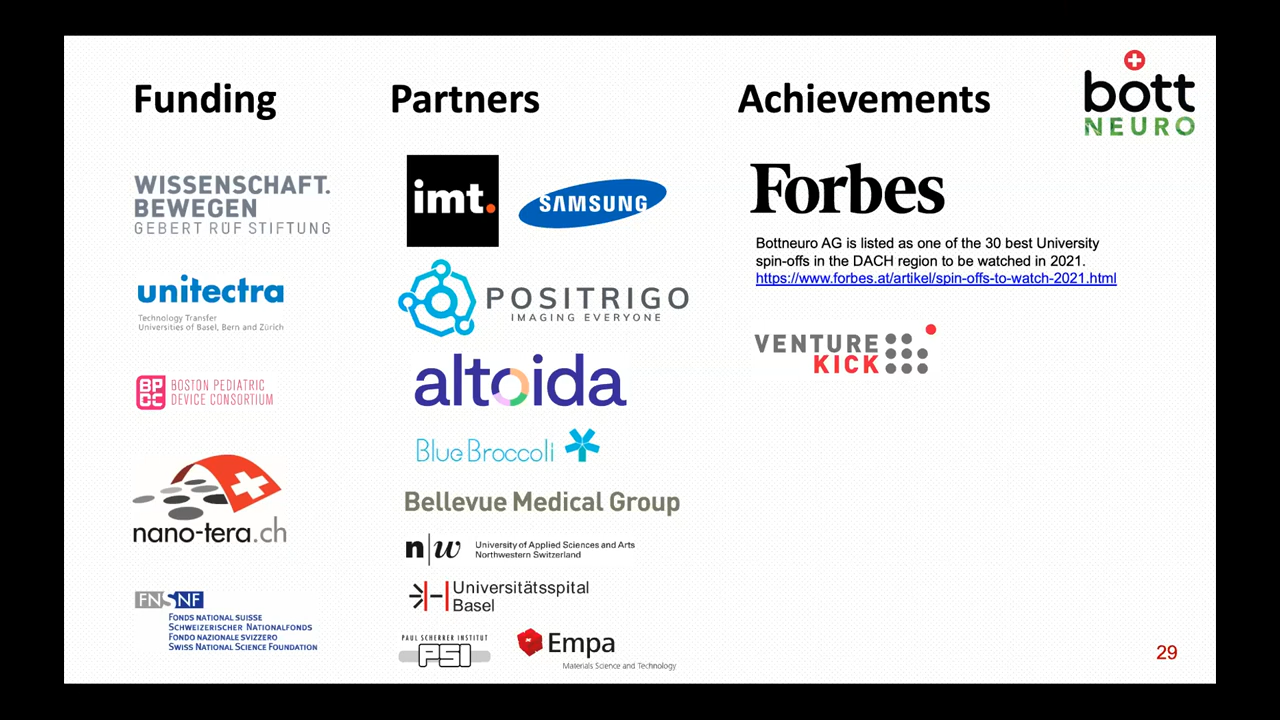 Funding
Partners
Achievements
bott
NEURO
WISSENSCHAFT.
BEWEGEN
GEBERT RÜF STIFTUNG
unitectra
Technology Transfer
Universities of Basel, Bern and Zürich
BP
DC
BOSTON PEDIATRIC
DEVICE CONSORTIUM
nano-tera.ch
FNSNF
FONDS NATIONAL SUISSE
SCHWEIZERISCHER NATIONALFONDS
FONDO NAZIONALE SVIZZERO
SWISS NATIONAL SCIENCE FOUNDATION
imt.
SAMSUNG
POSITRIGO
IMAGING EVERYONE
altoida
BlueBroccoli
Bellevue Medical Group
n|w
University of Applied Sciences and Arts
Northwestern Switzerland
Universitätsspital
Basel
PAUL SCHERRER INSTITUT
PSI
Empa
Materials Science and Technology
Forbes
Bottneuro AG is listed as one of the 30 best University
spin-offs in the DACH region to be watched in 2021.
https://www.forbes.at/artikel/spin-offs-to-watch-2021.html
VENTURE
KICK
29